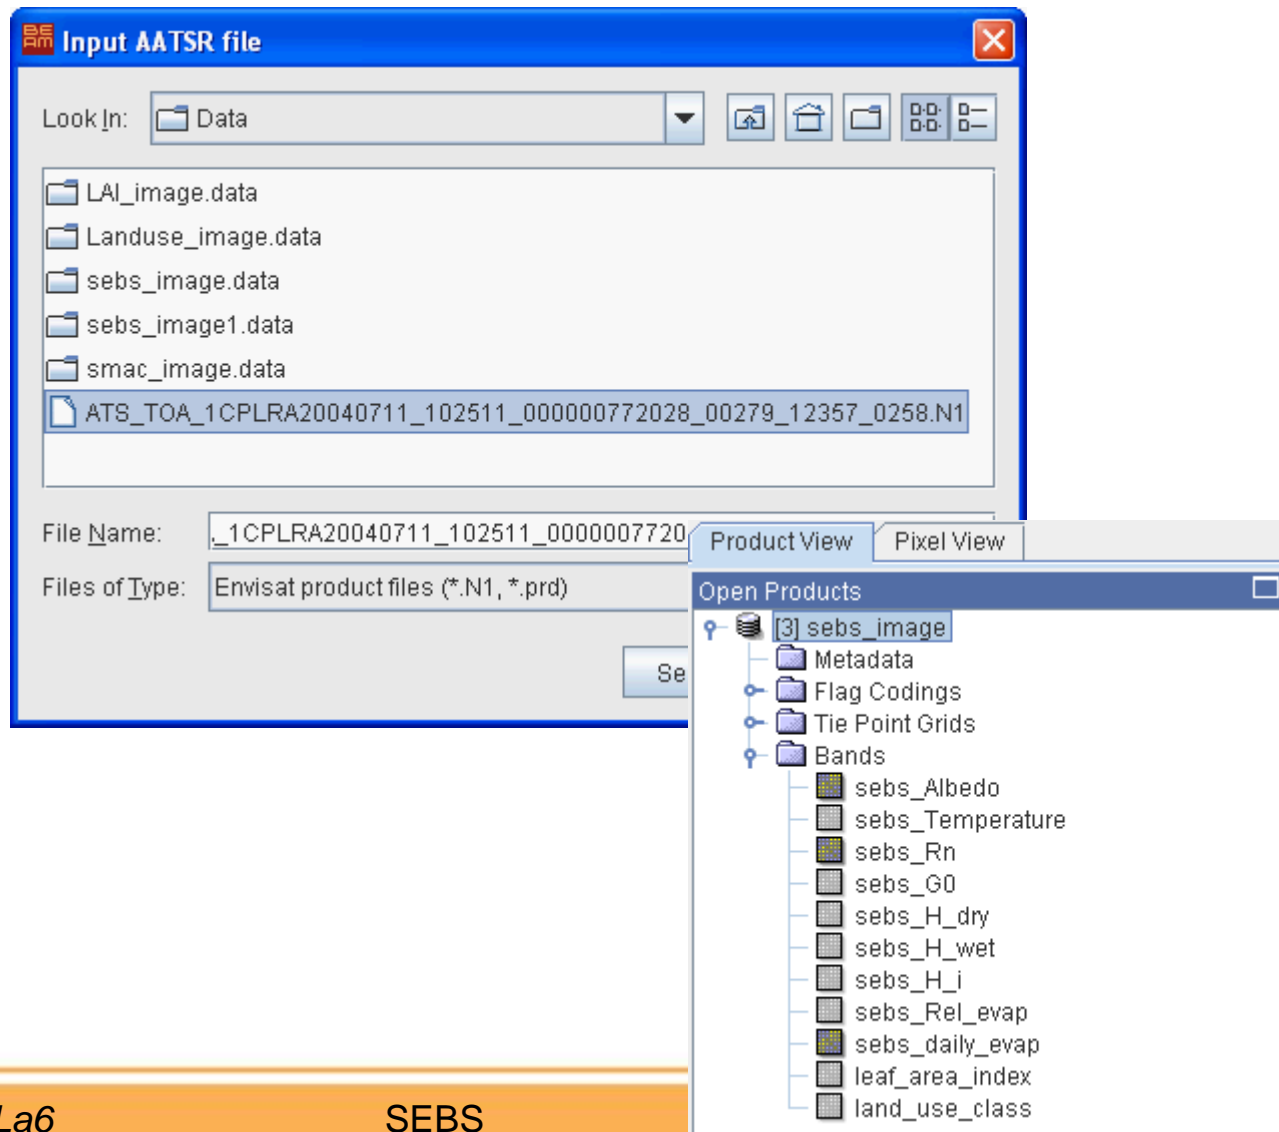 BEAM Input AATSR file
Look In: Data
LAI_image.data
Landuse_image.data
sebs_image.data
sebs_image1.data
smac_image.data
ATS_TOA_1CPLRA20040711_102511_000000772028_00279_12357_0258.N1
File Name: _1CPLRA20040711_102511_0000007720
Files of Type: Envisat product files (*.N1, *.prd)
Se
Product View Pixel View
Open Products
[3] sebs_image
Metadata
Flag Codings
Tie Point Grids
Bands
sebs_Albedo
sebs_Temperature
sebs_Rn
sebs_G0
sebs_H_dry
sebs_H_wet
sebs_H_i
sebs_Rel_evap
sebs_daily_evap
leaf_area_index
land_use_class
La6 SEBS